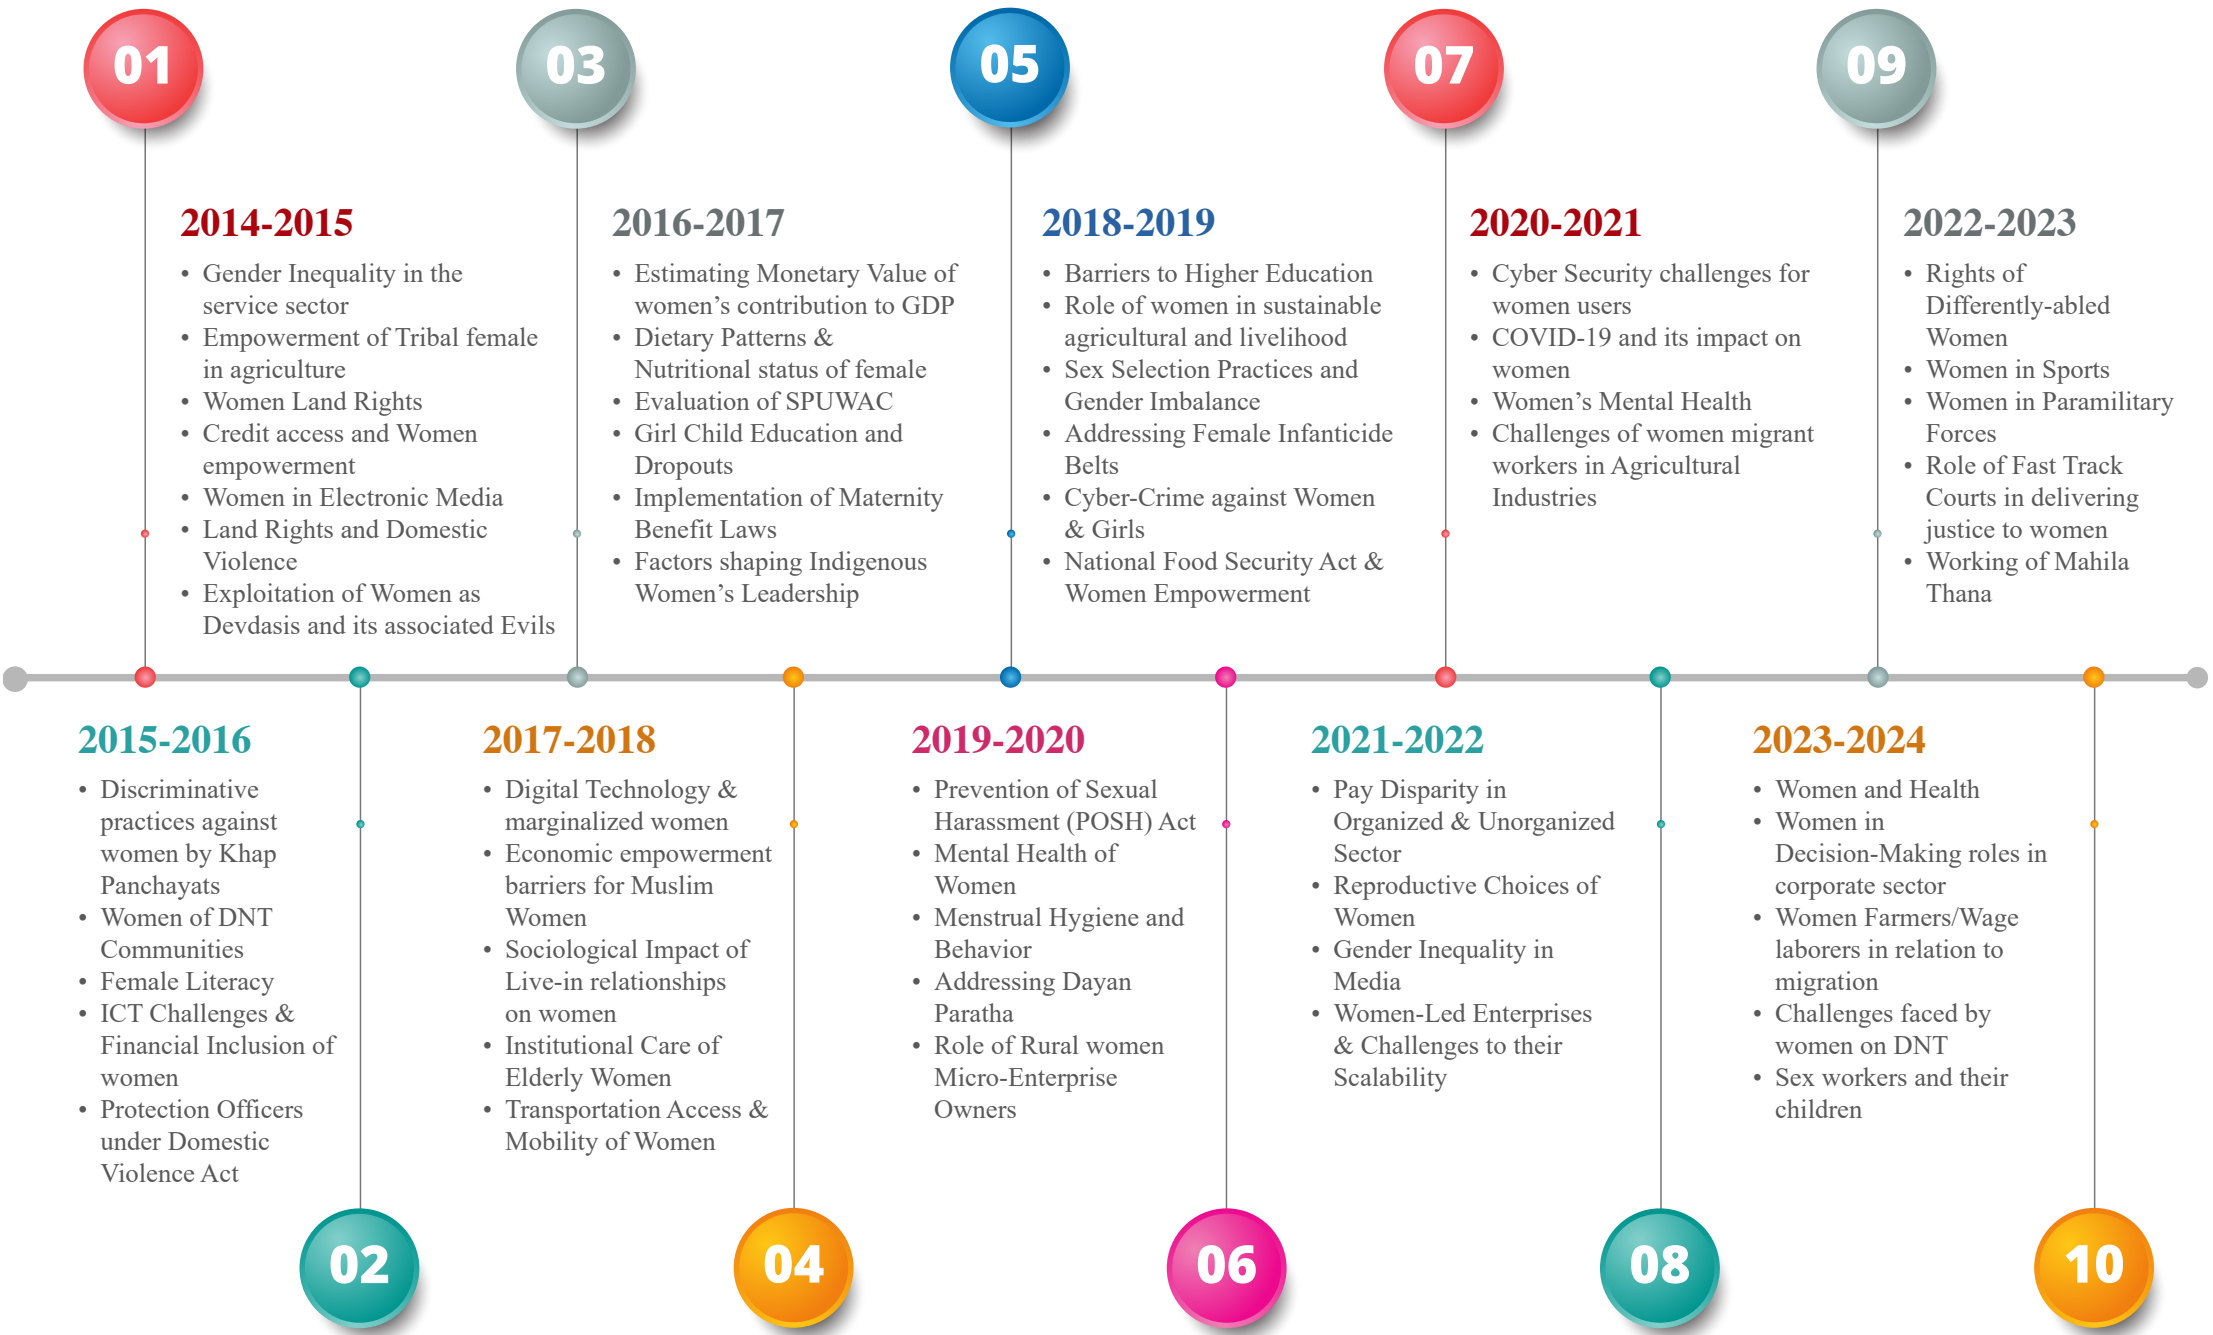 01
03
05
07
09
2014-2015
• Gender Inequality in the
service sector
• Empowerment of Tribal female
in agriculture
• Women Land Rights
• Credit access and Women
empowerment
• Women in Electronic Media
• Land Rights and Domestic
Violence
• Exploitation of Women as
Devdasis and its associated Evils
2016-2017
• Estimating Monetary Value of
women’s contribution to GDP
• Dietary Patterns &
Nutritional status of female
• Evaluation of SPUWAC
• Girl Child Education and
Dropouts
• Implementation of Maternity
Benefit Laws
• Factors shaping Indigenous
Women’s Leadership
2018-2019
• Barriers to Higher Education
• Role of women in sustainable
agricultural and livelihood
• Sex Selection Practices and
Gender Imbalance
• Addressing Female Infanticide
Belts
• Cyber-Crime against Women
& Girls
• National Food Security Act &
Women Empowerment
2020-2021
• Cyber Security challenges for
women users
• COVID-19 and its impact on
women
• Women’s Mental Health
• Challenges of women migrant
workers in Agricultural
Industries
2022-2023
• Rights of
Differently-abled
Women
• Women in Sports
• Women in Paramilitary
Forces
• Role of Fast Track
Courts in delivering
justice to women
• Working of Mahila
Thana
2015-2016
• Discriminative
practices against
women by Khap
Panchayats
• Women of DNT
Communities
• Female Literacy
• ICT Challenges &
Financial Inclusion of
women
• Protection Officers
under Domestic
Violence Act
2017-2018
• Digital Technology &
marginalized women
• Economic empowerment
barriers for Muslim
Women
• Sociological Impact of
Live-in relationships
on women
• Institutional Care of
Elderly Women
• Transportation Access &
Mobility of Women
2019-2020
• Prevention of Sexual
Harassment (POSH) Act
• Mental Health of
Women
• Menstrual Hygiene and
Behavior
• Addressing Dayan
Paratha
• Role of Rural women
Micro-Enterprise
Owners
2021-2022
• Pay Disparity in
Organized & Unorganized
Sector
• Reproductive Choices of
Women
• Gender Inequality in
Media
• Women-Led Enterprises
& Challenges to their
Scalability
2023-2024
• Women and Health
• Women in
Decision-Making roles in
corporate sector
• Women Farmers/Wage
laborers in relation to
migration
• Challenges faced by
women on DNT
• Sex workers and their
children
02
04
06
08
10